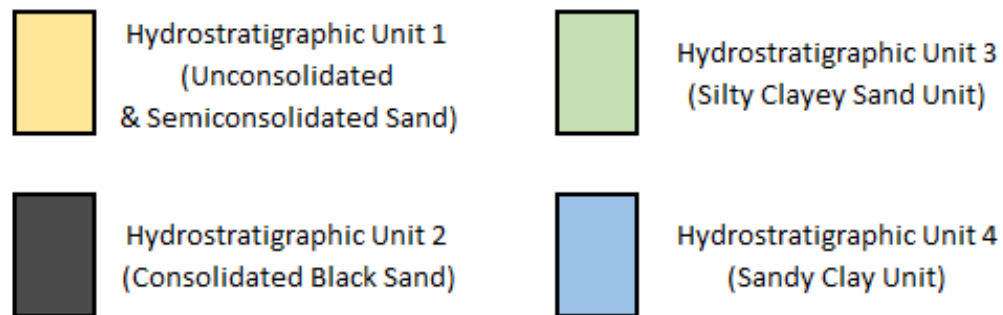 Hydrostratigraphic Unit 1
(Unconsolidated
& Semiconsolidated Sand)
Hydrostratigraphic Unit 3
(Silty Clayey Sand Unit)
Hydrostratigraphic Unit 2
(Consolidated Black Sand)
Hydrostratigraphic Unit 4
(Sandy Clay Unit)